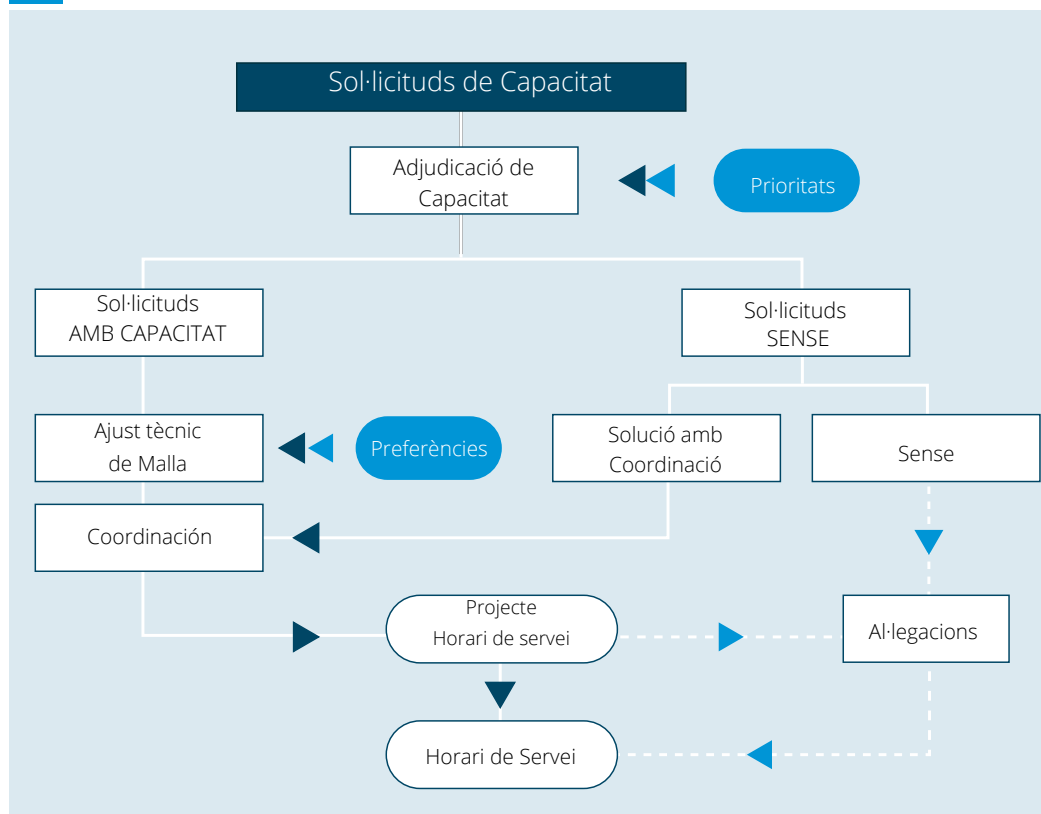 Sol·licituds de Capacitat
Adjudicació de
Capacitat
Prioritats
Sol·licituds
AMB CAPACITAT
Sol·licituds
SENSE
Ajust tècnic
de Malla
Preferències
Solució amb
Coordinació
Sense
Coordinación
Projecte
Horari de servei
Al·legacions
Horari de Servei